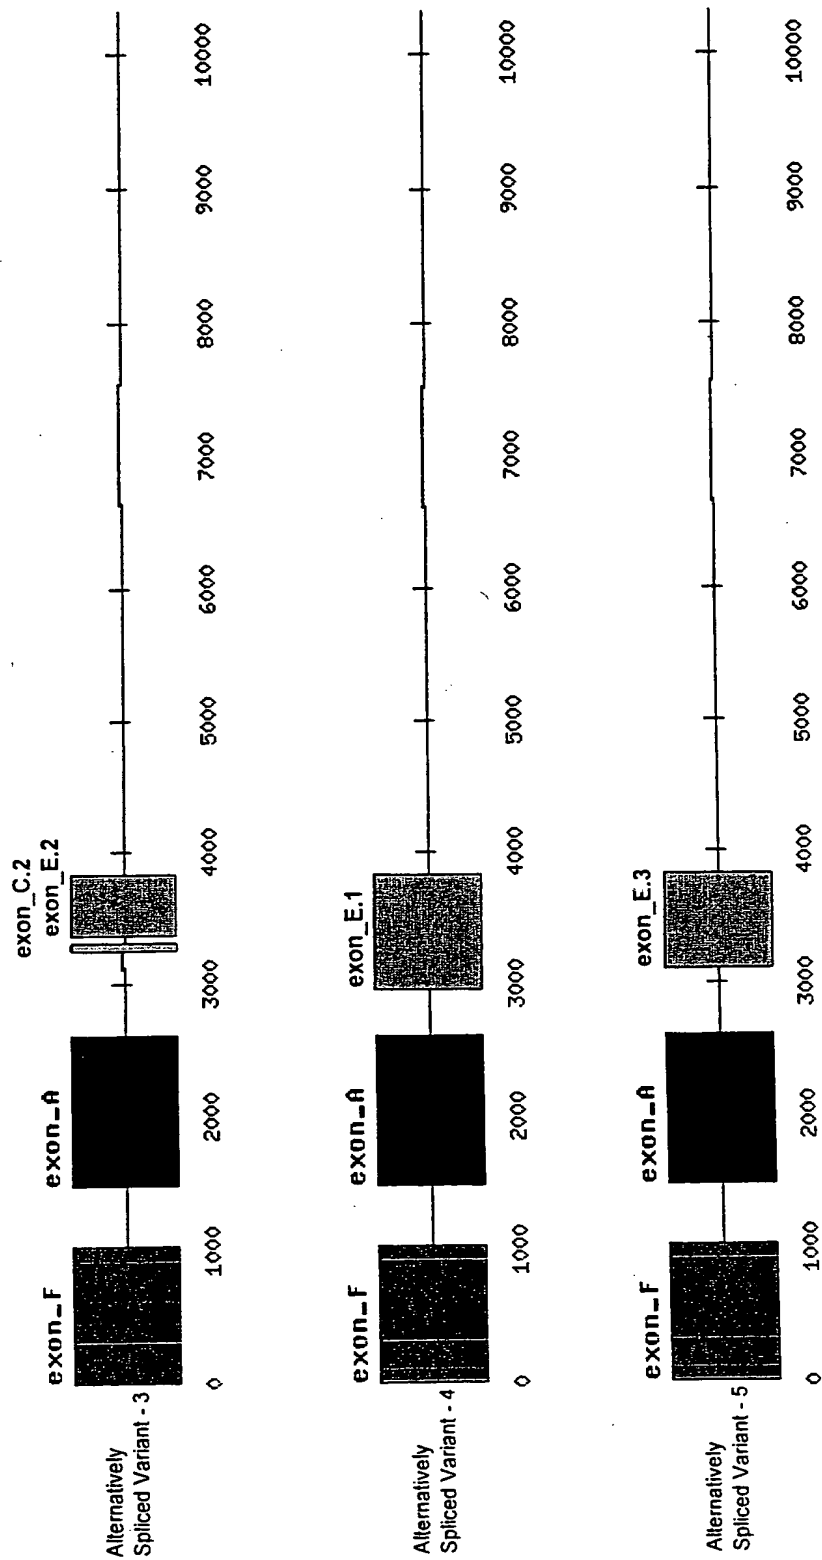 exon_C.2
exon_F
exon_A
exon_E.2
Alternatively
Spliced Variant - 3
0
1000
2000
3000
4000
5000
6000
7000
8000
9000
10000
exon_F
exon_A
exon_E.1
Alternatively
Spliced Variant - 4
0
1000
2000
3000
4000
5000
6000
7000
8000
9000
10000
exon_F
exon_A
exon_E.3
Alternatively
Spliced Variant - 5
0
1000
2000
3000
4000
5000
6000
7000
8000
9000
10000